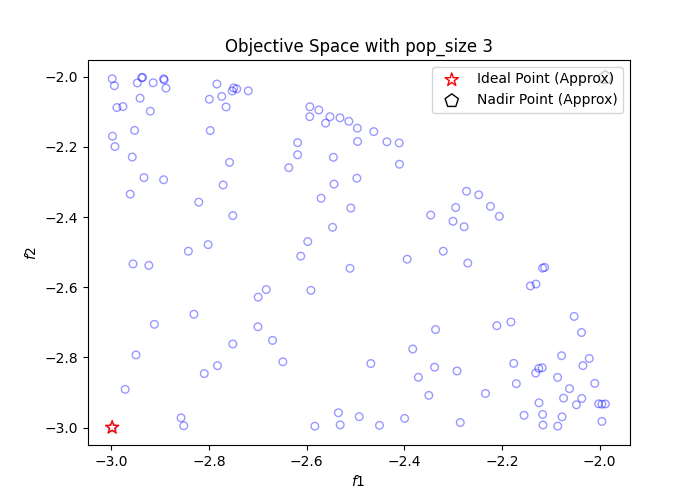 Objective Space with pop_size 3
Ideal Point (Approx)
Nadir Point (Approx)
−2.0
−2.2
−2.4
−2.6
−2.8
−3.0
f2
−3.0 −2.8 −2.6 −2.4 −2.2 −2.0
f1